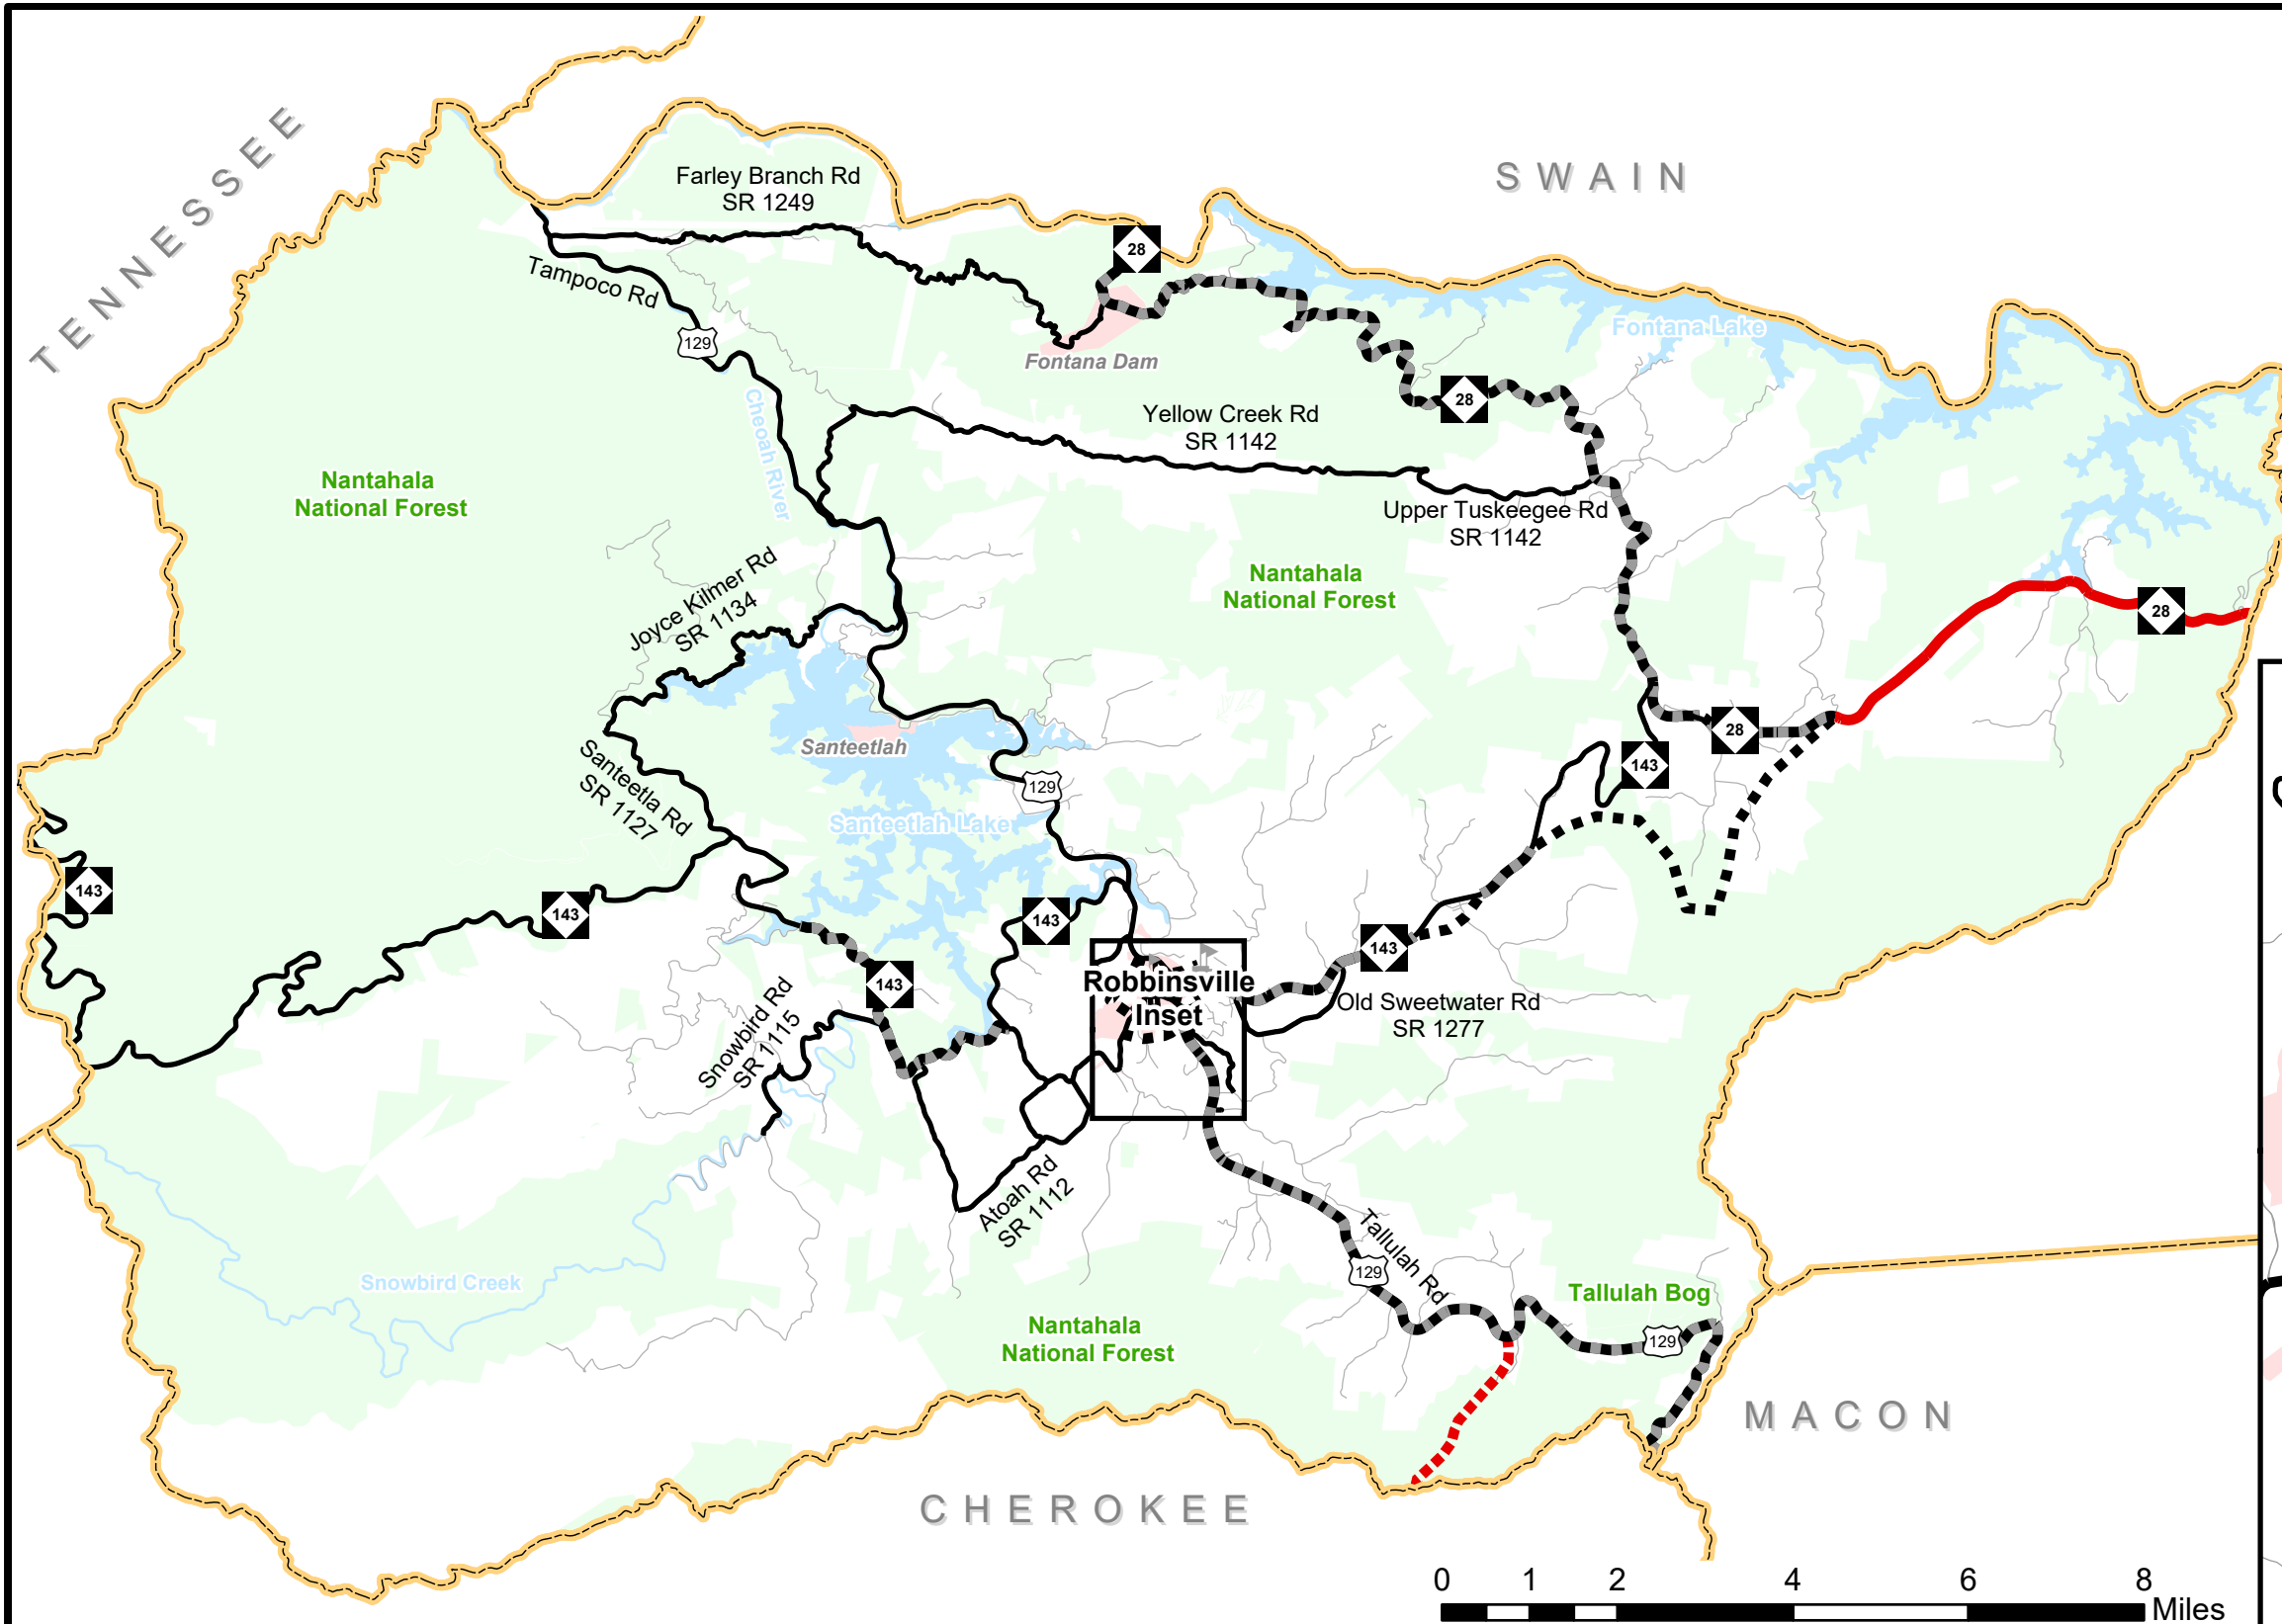 TENNESSEE
SWAIN
Farley Branch Rd
SR 1249
28
Tampoco Rd
129
Fontana Lake
Fontana Dam
Cheoah River
28
Yellow Creek Rd
SR 1142
Nantahala
National Forest
Upper Tuskeegee Rd
SR 1142
Joyce Kilmer Rd
SR 1134
Nantahala
National Forest
28
Santeetlah
28
143
Santeetla Rd
SR 1127
129
Santeetlah Lake
143
143
143
143
143
Robbinsville
Inset
Old Sweetwater Rd
SR 1277
Snowbird Rd
SR 1115
Atoah Rd
SR 1112
Tallulah Rd
129
Snowbird Creek
Tallulah Bog
Nantahala
National Forest
129
MACON
CHEROKEE
0 1 2 4 6 8
Miles